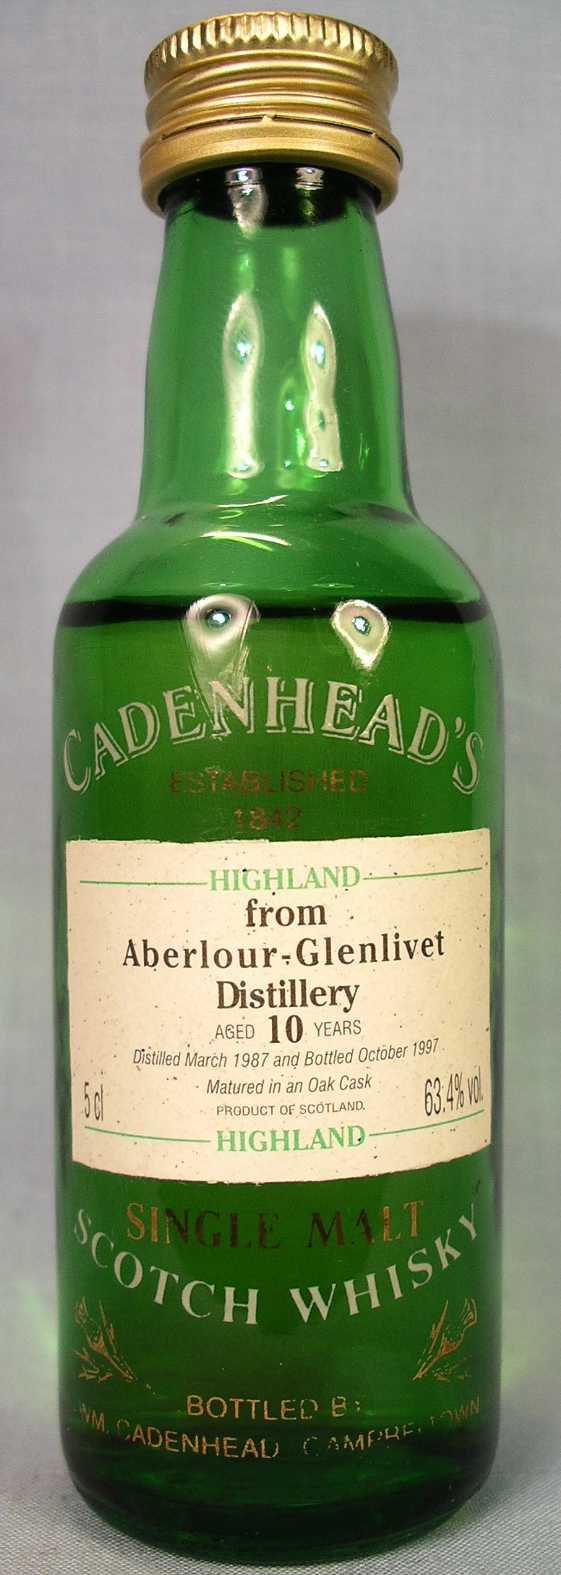 CADENHEAD'S
ESTABLISHED
1842
HIGHLAND
from
Aberlour-Glenlivet
Distillery
AGED 10 YEARS
Distilled March 1987 and Bottled October 1997
Matured in an Oak Cask
5 cl PRODUCT OF SCOTLAND. 63.4% vol.
HIGHLAND
SINGLE MALT
SCOTCH WHISKY
BOTTLED BY
WM. CADENHEAD CAMPBELTOWN